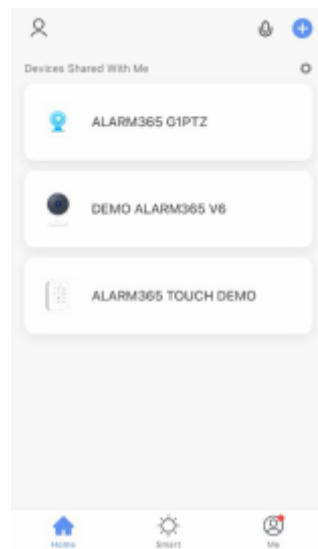 Devices Shared With Me
ALARM365 G1PTZ
DEMO ALARM365 V6
ALARM365 TOUCH DEMO
Home
Smart
Me